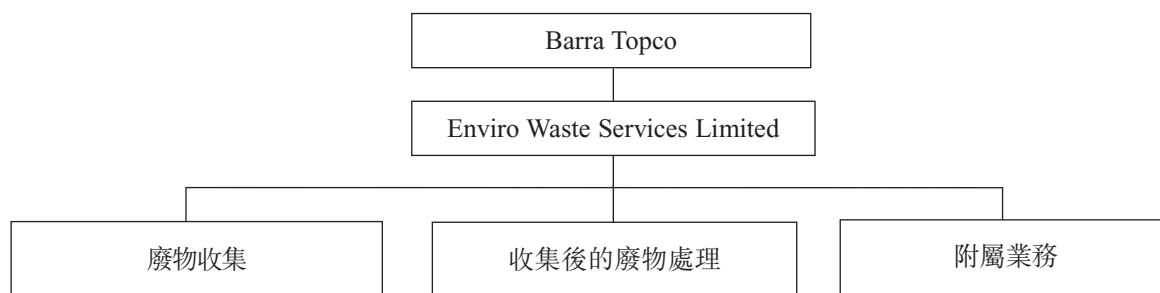 Barra Topco
Enviro Waste Services Limited
廢物收集
收集後的廢物處理
附屬業務